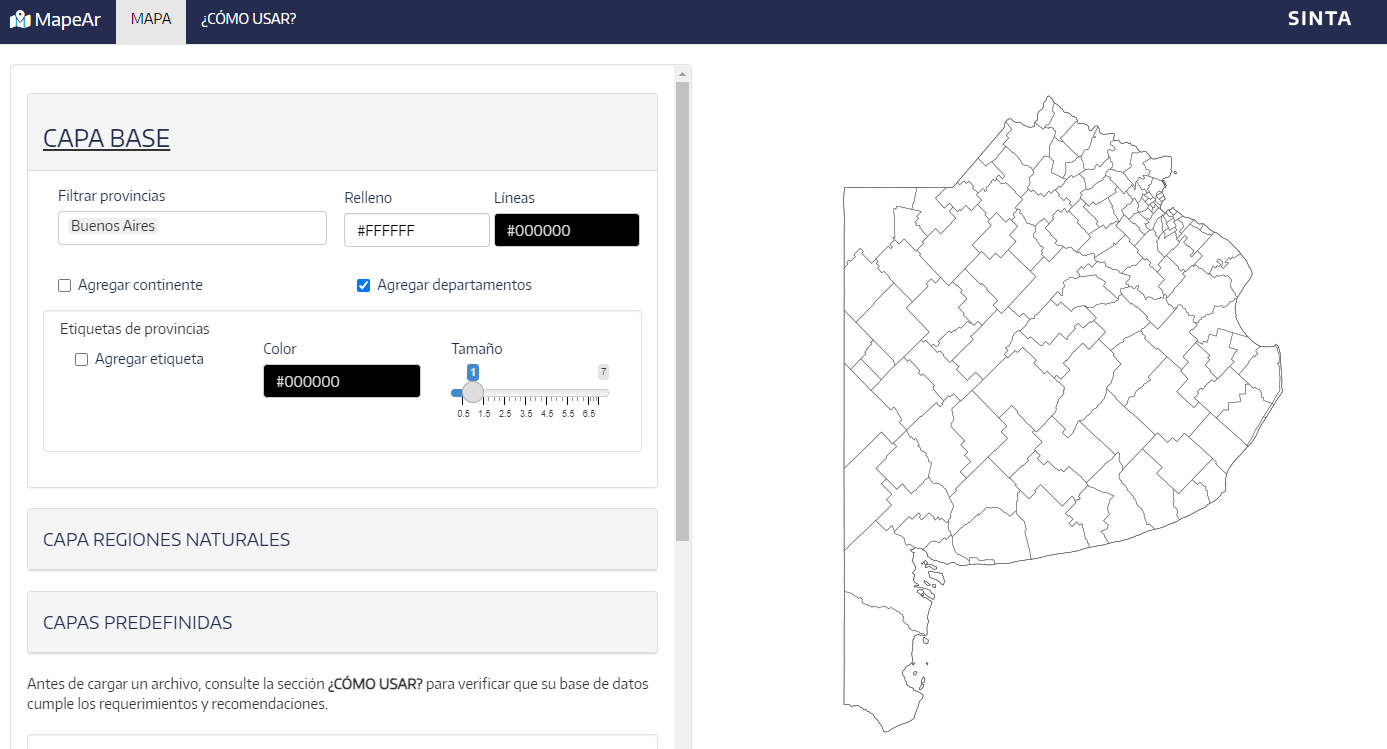 MapeAr MAPA ¿CÓMO USAR? SINTA
CAPA BASE
Filtrar provincias Relleno Líneas
Buenos Aires #FFFFFF #000000
Agregar continente Agregar departamentos
Etiquetas de provincias
Agregar etiqueta Color Tamaño
#000000 1 7
0.5 1.5 2.5 3.5 4.5 5.5 6.5
CAPA REGIONES NATURALES
CAPAS PREDEFINIDAS
Antes de cargar un archivo, consulte la sección ¿CÓMO USAR? para verificar que su base de datos
cumple los requerimientos y recomendaciones.